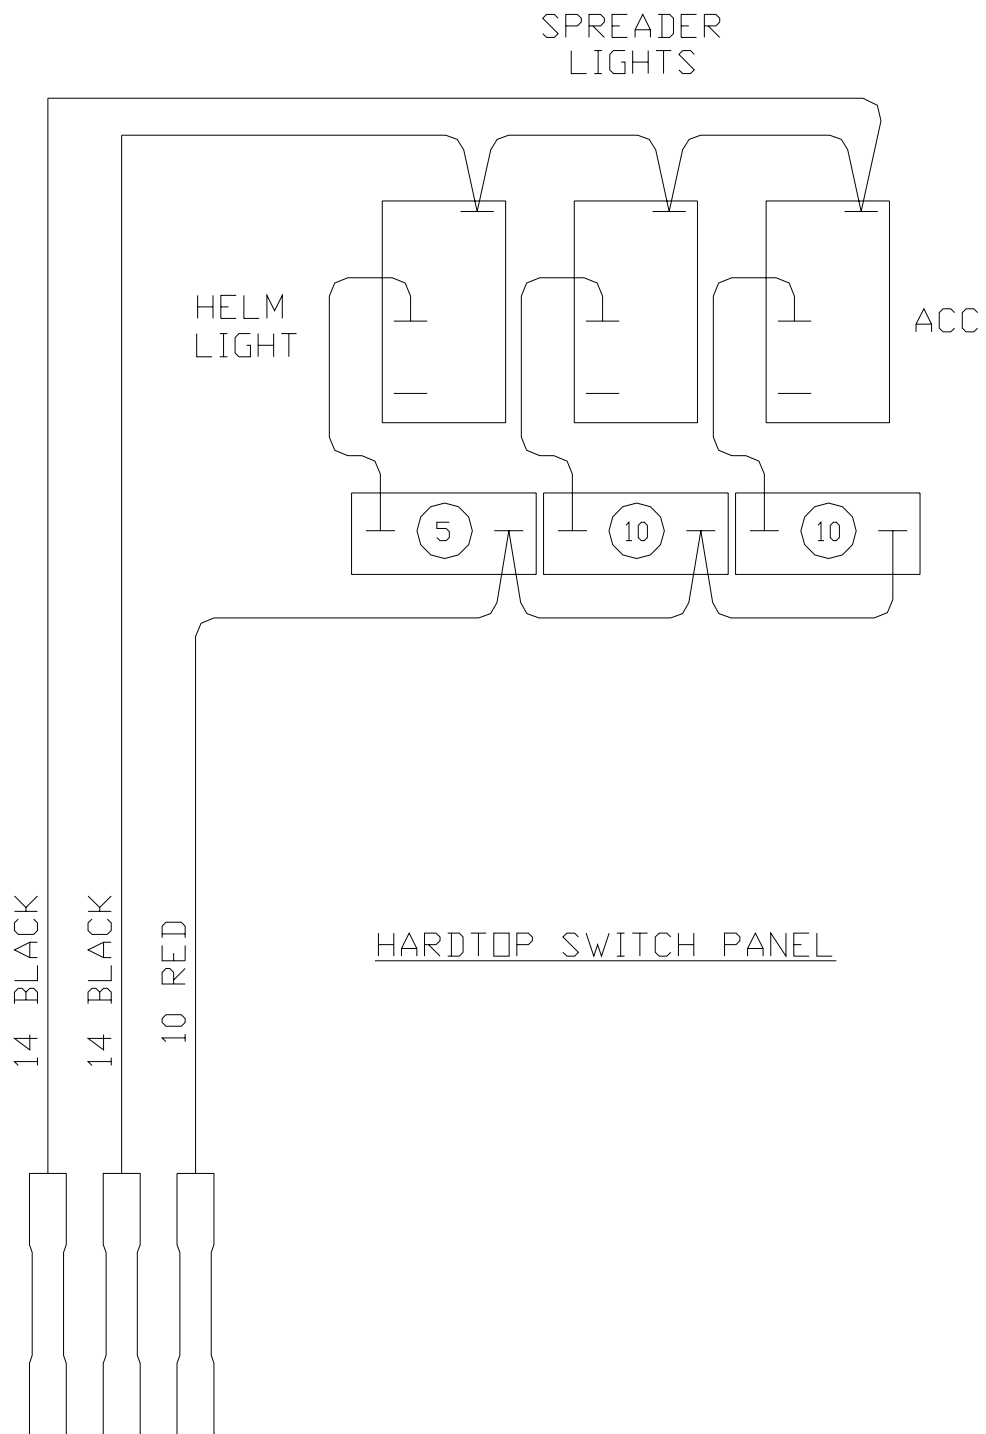 SPREADER
LIGHTS
HELM
LIGHT
ACC
5
10
10
14 BLACK
14 BLACK
10 RED
HARDTOP SWITCH PANEL